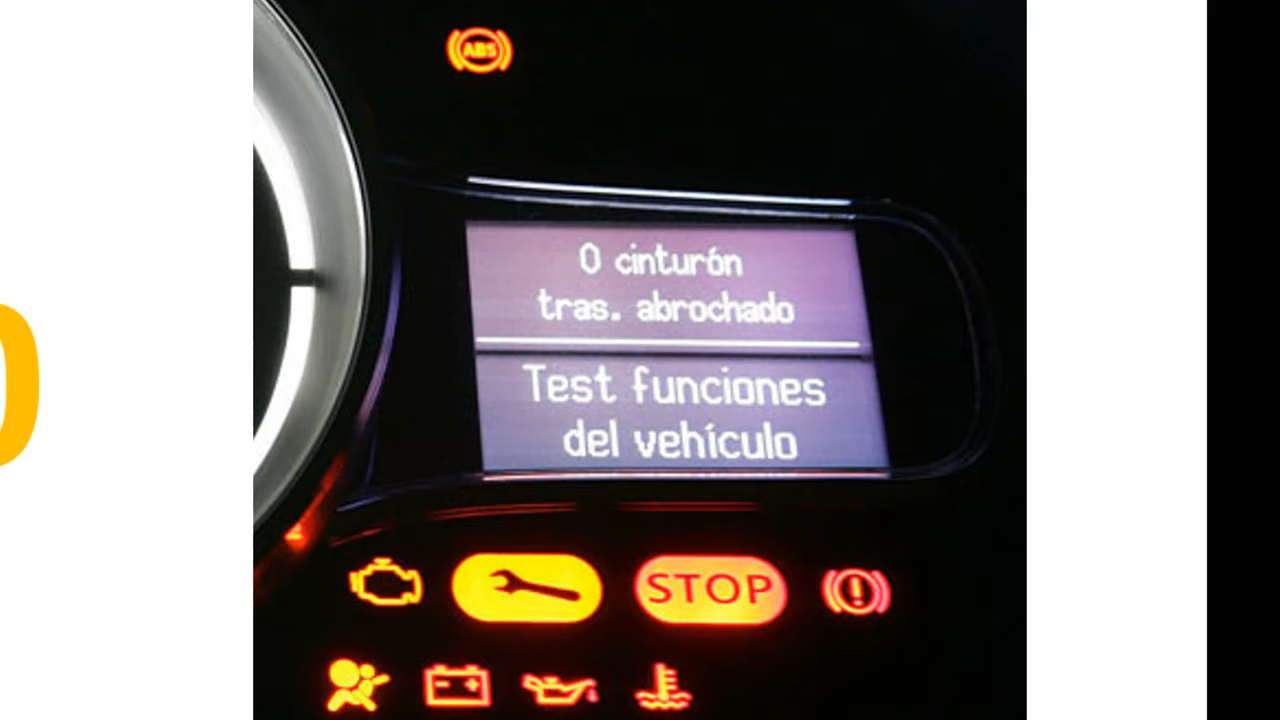 ABS
0 cinturón
tras. abrochado
Test funciones
del vehículo
STOP